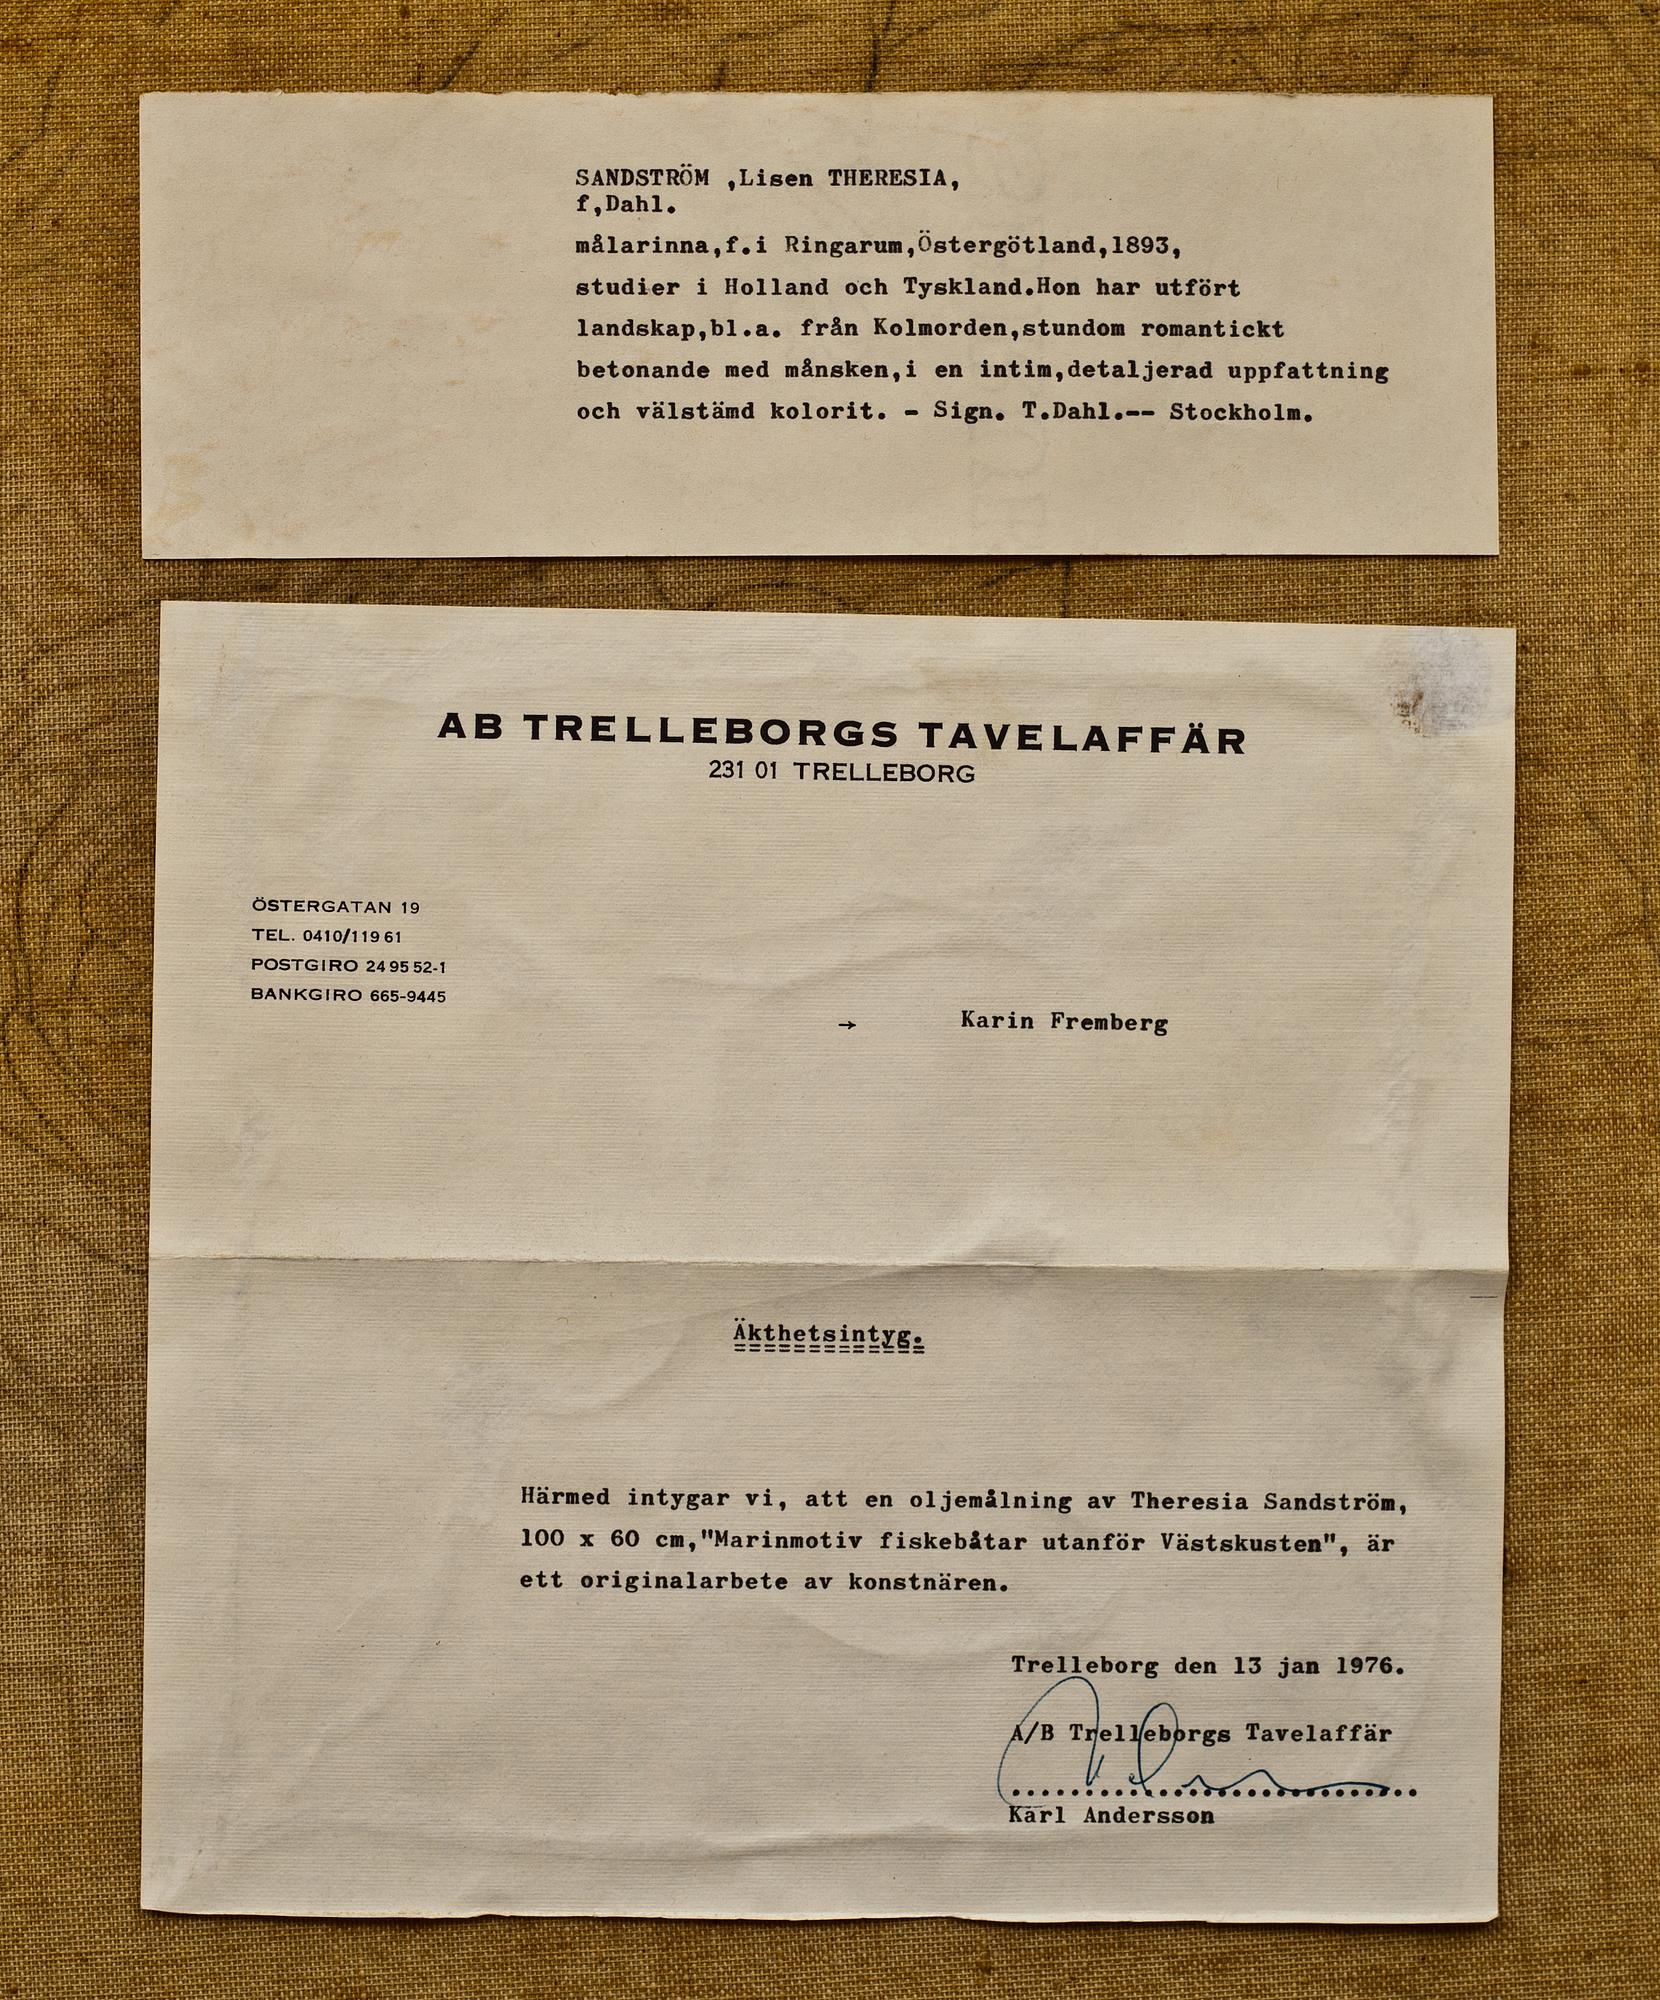 SANDSTRÖM ,Lisen THERESIA,
f,Dahl.
målarinna,f.i Ringarum,Östergötland,1893,
studier i Holland och Tyskland.Hon har utfört
landskap,bl.a. från Kolmorden,stundom romantickt
betonande med månsken,i en intim,detaljerad uppfattning
och välstämd kolorit. - Sign. T.Dahl.-- Stockholm.
AB TRELLEBORGS TAVELAFFÄR
231 01 TRELLEBORG
ÖSTERGATAN 19
TEL. 0410/119 61
POSTGIRO 24 95 52-1
BANKGIRO 665-9445
→ Karin Fremberg
Äkthetsintyg.
Härmed intygar vi, att en oljemålning av Theresia Sandström,
100 x 60 cm,"Marinmotiv fiskebåtar utanför Västskusten", är
ett originalarbete av konstnären.
Trelleborg den 13 jan 1976.
A/B Trelleborgs Tavelaffär
Karl Andersson